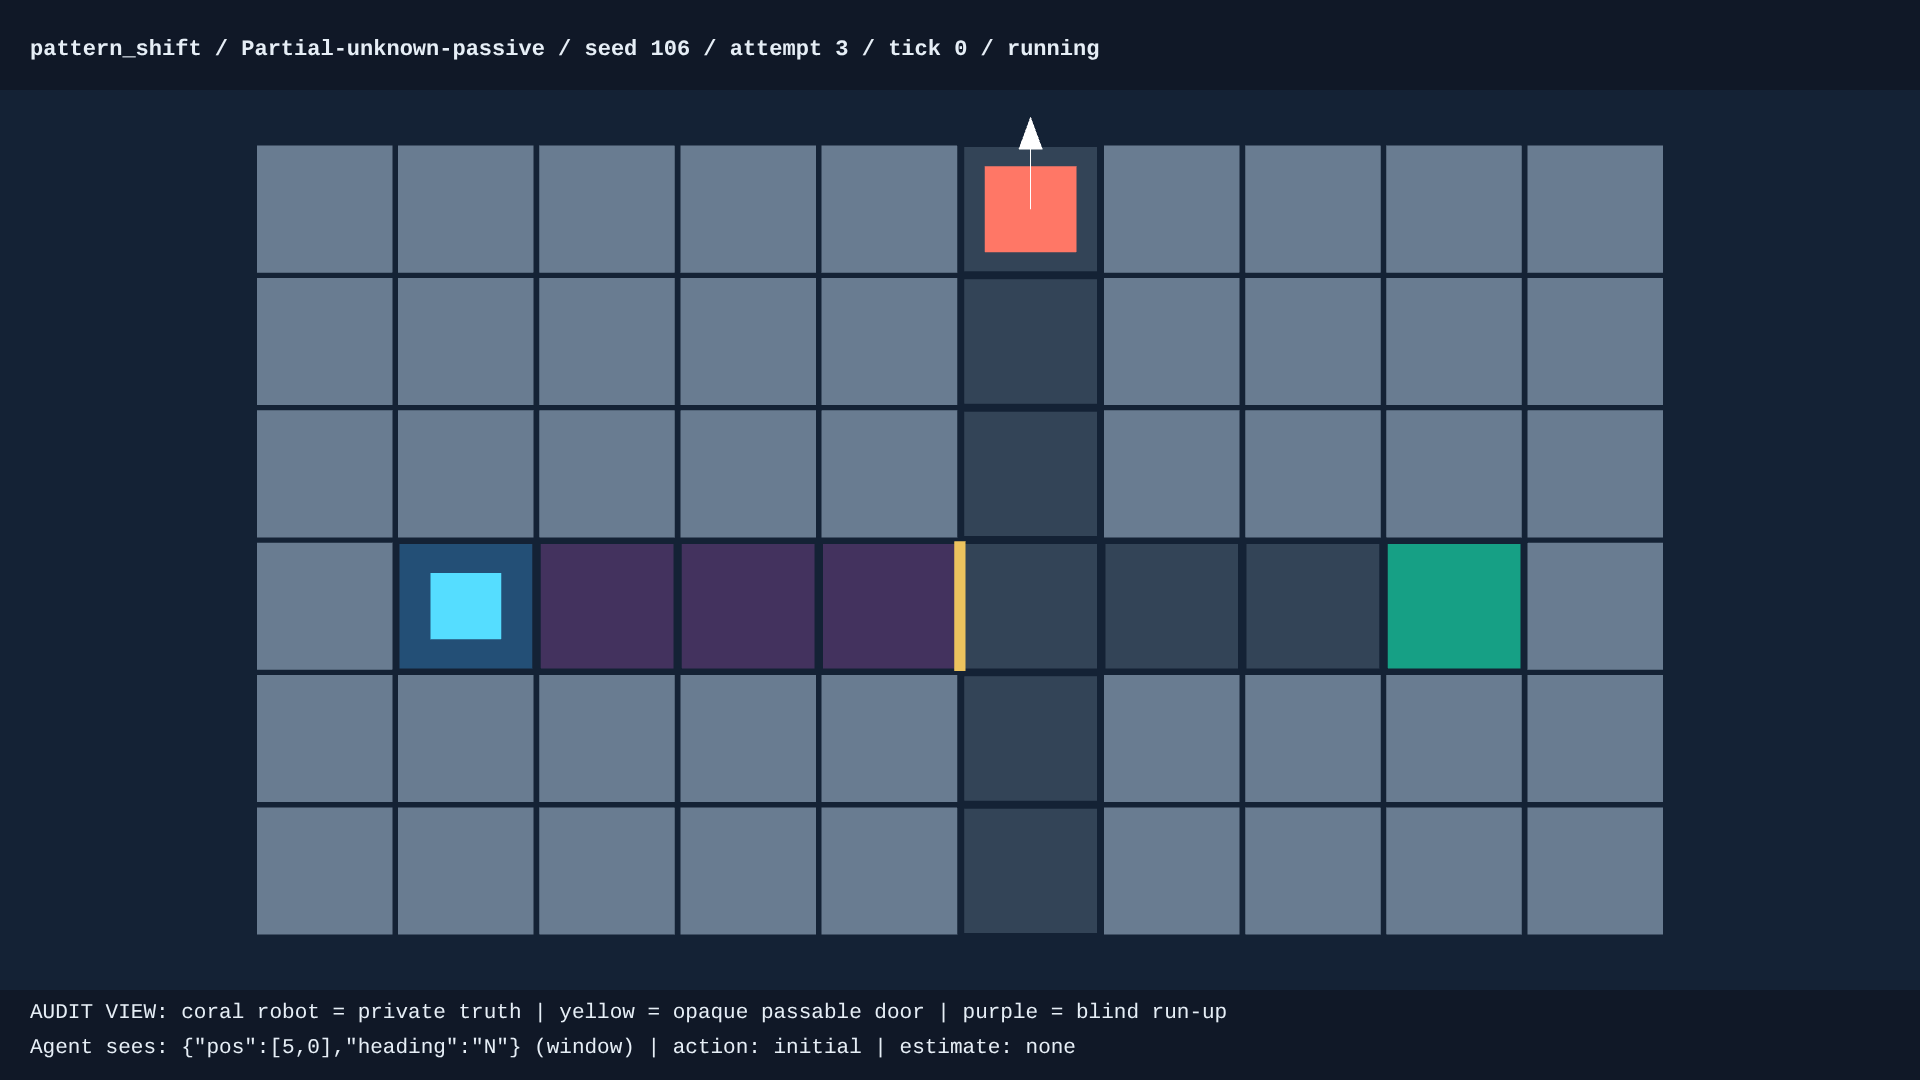 pattern_shift / Partial-unknown-passive / seed 106 / attempt 3 / tick 0 / running
AUDIT VIEW: coral robot = private truth | yellow = opaque passable door | purple = blind run-up
Agent sees: {"pos":[5,0],"heading":"N"} (window) | action: initial | estimate: none